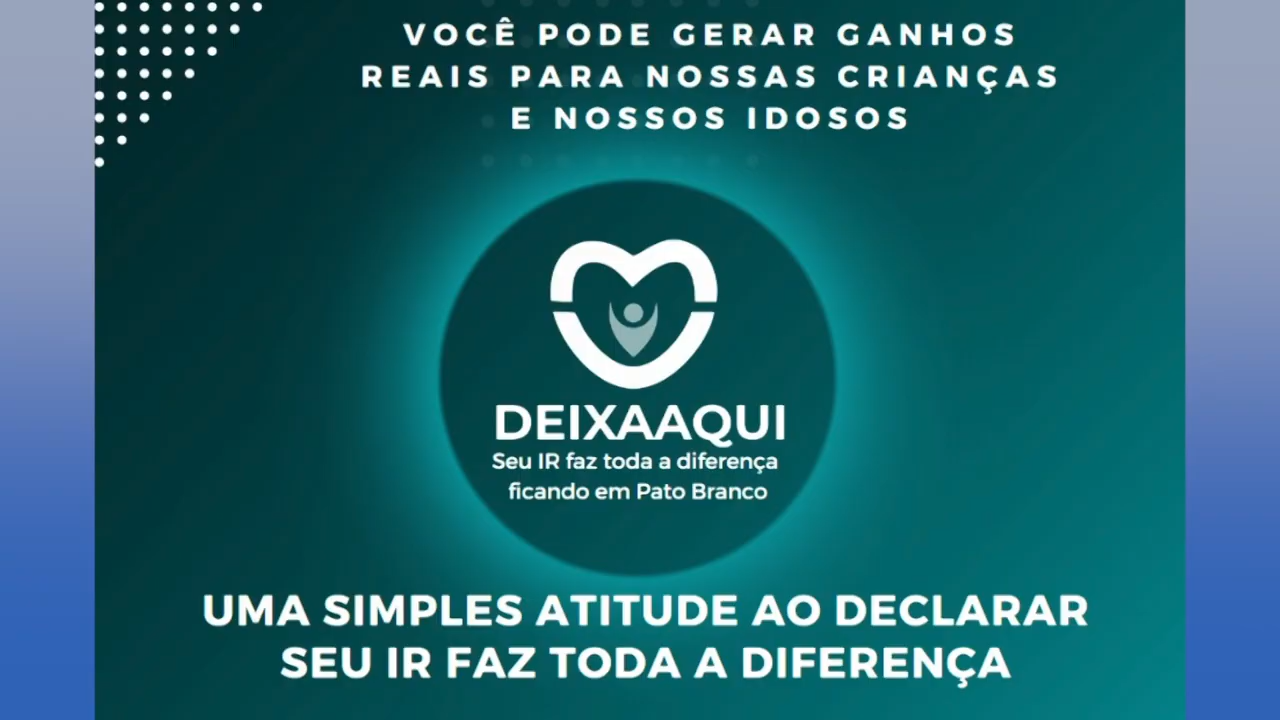 VOCÊ PODE GERAR GANHOS
REAIS PARA NOSSAS CRIANÇAS
E NOSSOS IDOSOS
DEIXAAQUI
Seu IR faz toda a diferença
ficando em Pato Branco
UMA SIMPLES ATITUDE AO DECLARAR
SEU IR FAZ TODA A DIFERENÇA